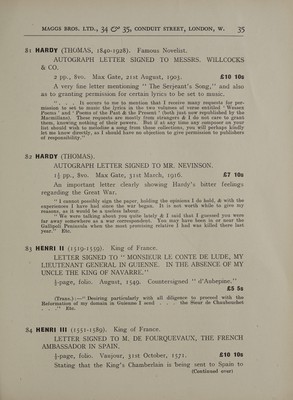 MAGGS BROS. LTD., 34 & 35, CONDUIT STREET, LONDON, W. 35
81 HARDY (THOMAS, 1840-1928). Famous Novelist.
AUTOGRAPH LETTER SIGNED TO MESSRS. WILLCOCKS
& CO.
2 pp., 8vo. Max Gate, 21st August, 1903. £10 10s
A very fine letter mentioning "The Serjeant's Song," and also
as to granting permission for certain lyrics to be set to music.
". . . It occurs to me to mention that I receive many requests for per-
mission to set to music the lyrics in the two volumes of verse entitled 'Wessex
Poems' and 'Poems of the Past & the Present' (both just now republished by the
Macmillans). These requests are mostly from strangers & I do not care to grant
them, knowing nothing of their powers. But if at any time any composer on your
list should wish to melodise a song from these collections, you will perhaps kindly
let me know directly, as I should have no objection to give permission to publishers
of responsibility."
82 HARDY (THOMAS).
AUTOGRAPH LETTER SIGNED TO MR. NEVINSON.
1½ pp., 8vo. Max Gate, 31st March, 1916. £7 10s
An important letter clearly showing Hardy's bitter feelings
regarding the Great War.
"I cannot possibly sign the paper, holding the opinions I do hold, & with the
experiences I have had since the war began. It is not worth while to give my
reasons, as it would be a useless labour.
"We were talking about you quite lately & I said that I guessed you were
far away somewhere as a war correspondent. You may have been in or near the
Gallipoli Peninsula when the most promising relative I had was killed there last
year." Etc.
83 HENRI II (1519-1559). King of France.
LETTER SIGNED TO "MONSIEUR LE CONTE DE LUDE, MY
LIEUTENANT GENERAL IN GUIENNE. IN THE ABSENCE OF MY
UNCLE THE KING OF NAVARRE."
½-page, folio. August, 1549. Countersigned "d'Aubepine."
£5 5s
(Trans.):—"Desiring particularly with all diligence to proceed with the
Reformation of my domain in Guienne I send . . . the Sieur de
. . ." Etc.
84 HENRI III (1551-1589). King of France.
LETTER SIGNED TO M. DE FOURQUEVAUX, THE FRENCH
AMBASSADOR IN SPAIN.
½-page, folio. Vanjour, 31st October, 1571. £10 10s
Stating that the King's Chamberlain is being sent to Spain to
(Continued over)